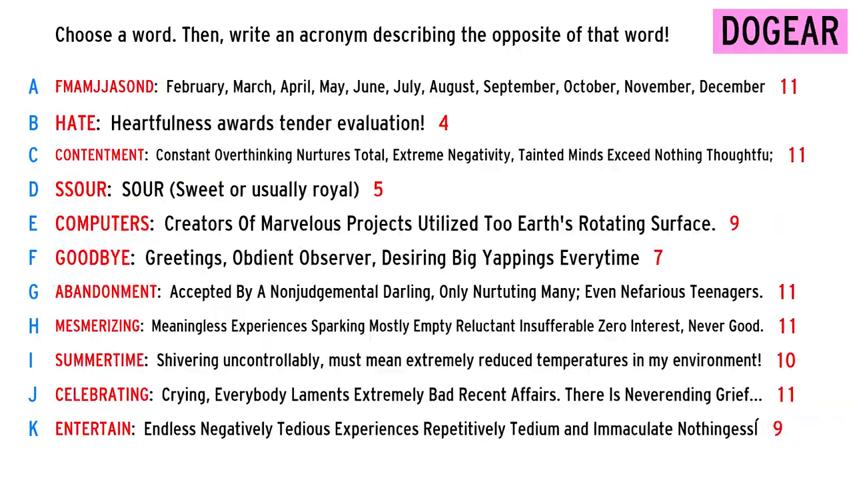 Choose a word. Then, write an acronym describing the opposite of that word!
DOGEAR
A FMAMJJASOND: February, March, April, May, June, July, August, September, October, November, December 11
B HATE: Heartfulness awards tender evaluation! 4
C CONTENTMENT: Constant Overthinking Nurtures Total, Extreme Negativity, Tainted Minds Exceed Nothing Thoughtfu; 11
D SSOUR: SOUR (Sweet or usually royal) 5
E COMPUTERS: Creators Of Marvelous Projects Utilized Too Earth's Rotating Surface. 9
F GOODBYE: Greetings, Obdient Observer, Desiring Big Yappings Everytime 7
G ABANDONMENT: Accepted By A Nonjudgemental Darling, Only Nurtuting Many; Even Nefarious Teenagers. 11
H MESMERIZING: Meaningless Experiences Sparking Mostly Empty Reluctant Insufferable Zero Interest, Never Good. 11
I SUMMERTIME: Shivering uncontrollably, must mean extremely reduced temperatures in my environment! 10
J CELEBRATING: Crying, Everybody Laments Extremely Bad Recent Affairs. There Is Neverending Grief... 11
K ENTERTAIN: Endless Negatively Tedious Experiences Repetitively Tedium and Immaculate Nothingessí 9